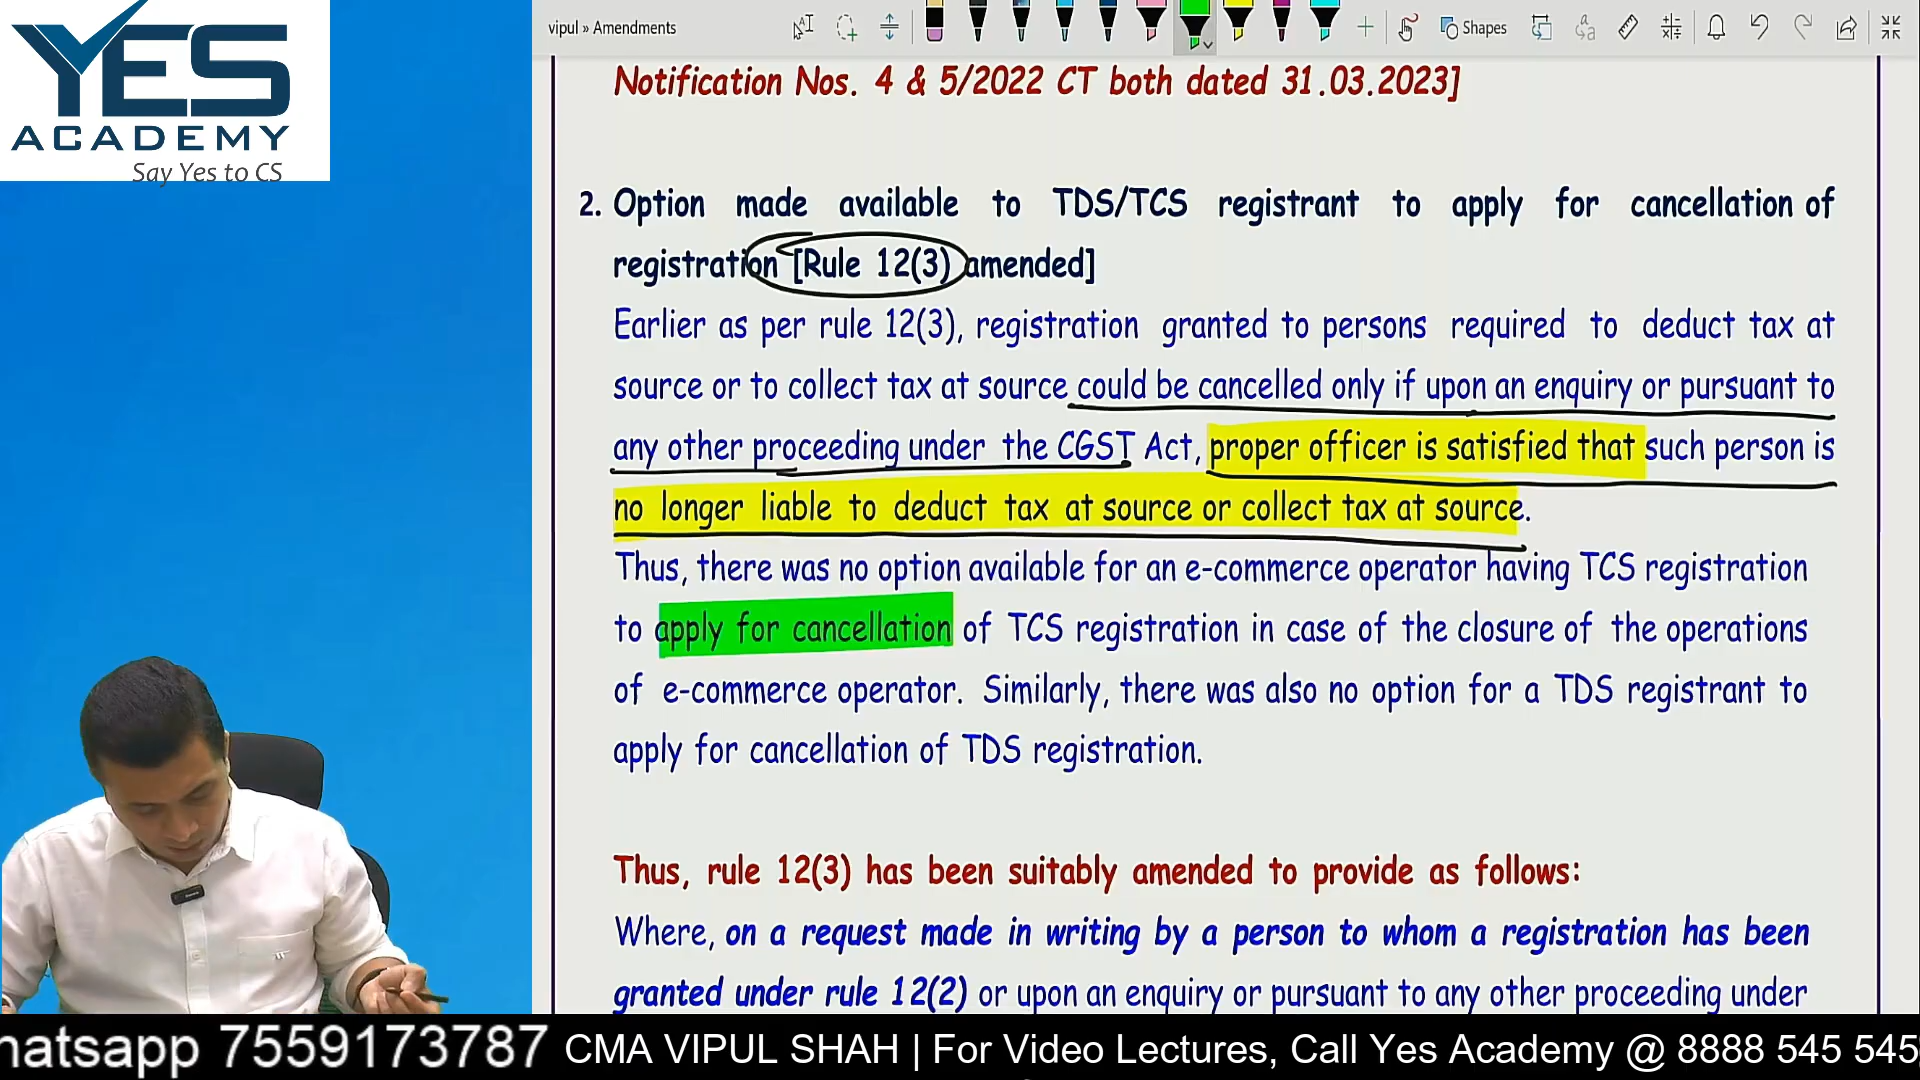 YES
ACADEMY
Say Yes to CS
vipul » Amendments
Shapes
Notification Nos. 4 & 5/2022 CT both dated 31.03.2023]
2. Option made available to TDS/TCS registrant to apply for cancellation of
registration [Rule 12(3) amended]
Earlier as per rule 12(3), registration granted to persons required to deduct tax at
source or to collect tax at source could be cancelled only if upon an enquiry or pursuant to
any other proceeding under the CGST Act, proper officer is satisfied that such person is
no longer liable to deduct tax at source or collect tax at source.
Thus, there was no option available for an e-commerce operator having TCS registration
to apply for cancellation of TCS registration in case of the closure of the operations
of e-commerce operator. Similarly, there was also no option for a TDS registrant to
apply for cancellation of TDS registration.
Thus, rule 12(3) has been suitably amended to provide as follows:
Where, on a request made in writing by a person to whom a registration has been
granted under rule 12(2) or upon an enquiry or pursuant to any other proceeding under
hatsapp 7559173787 CMA VIPUL SHAH | For Video Lectures, Call Yes Academy @ 8888 545 545